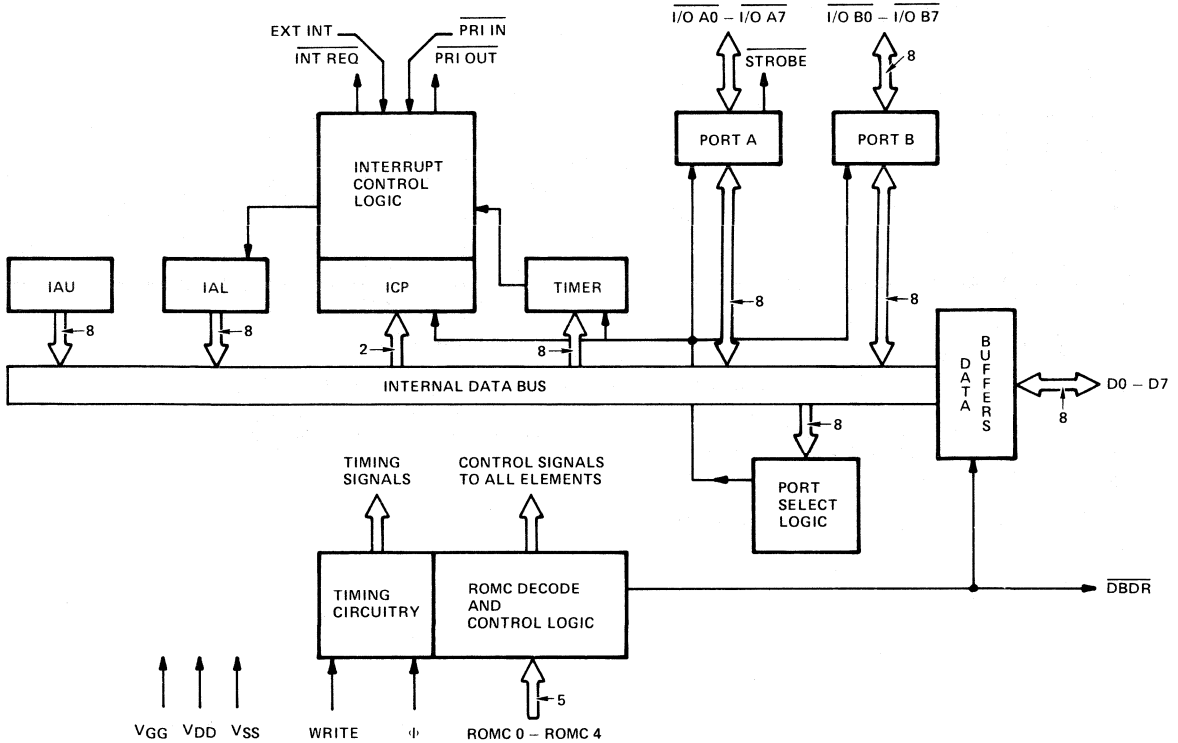 EXT INT
PRI IN
INT REQ
PRI OUT
I/O A0 – I/O A7
I/O B0 – I/O B7
STROBE
8
PORT A
PORT B
INTERRUPT
CONTROL
LOGIC
IAU
IAL
ICP
TIMER
8
8
2
8
8
8
INTERNAL DATA BUS
DATA
BUFFERS
D0 – D7
8
8
TIMING
SIGNALS
CONTROL SIGNALS
TO ALL ELEMENTS
PORT
SELECT
LOGIC
TIMING
CIRCUITRY
ROMC DECODE
AND
CONTROL LOGIC
DBDR
5
VGG
VDD
VSS
WRITE
Φ
ROMC 0 – ROMC 4